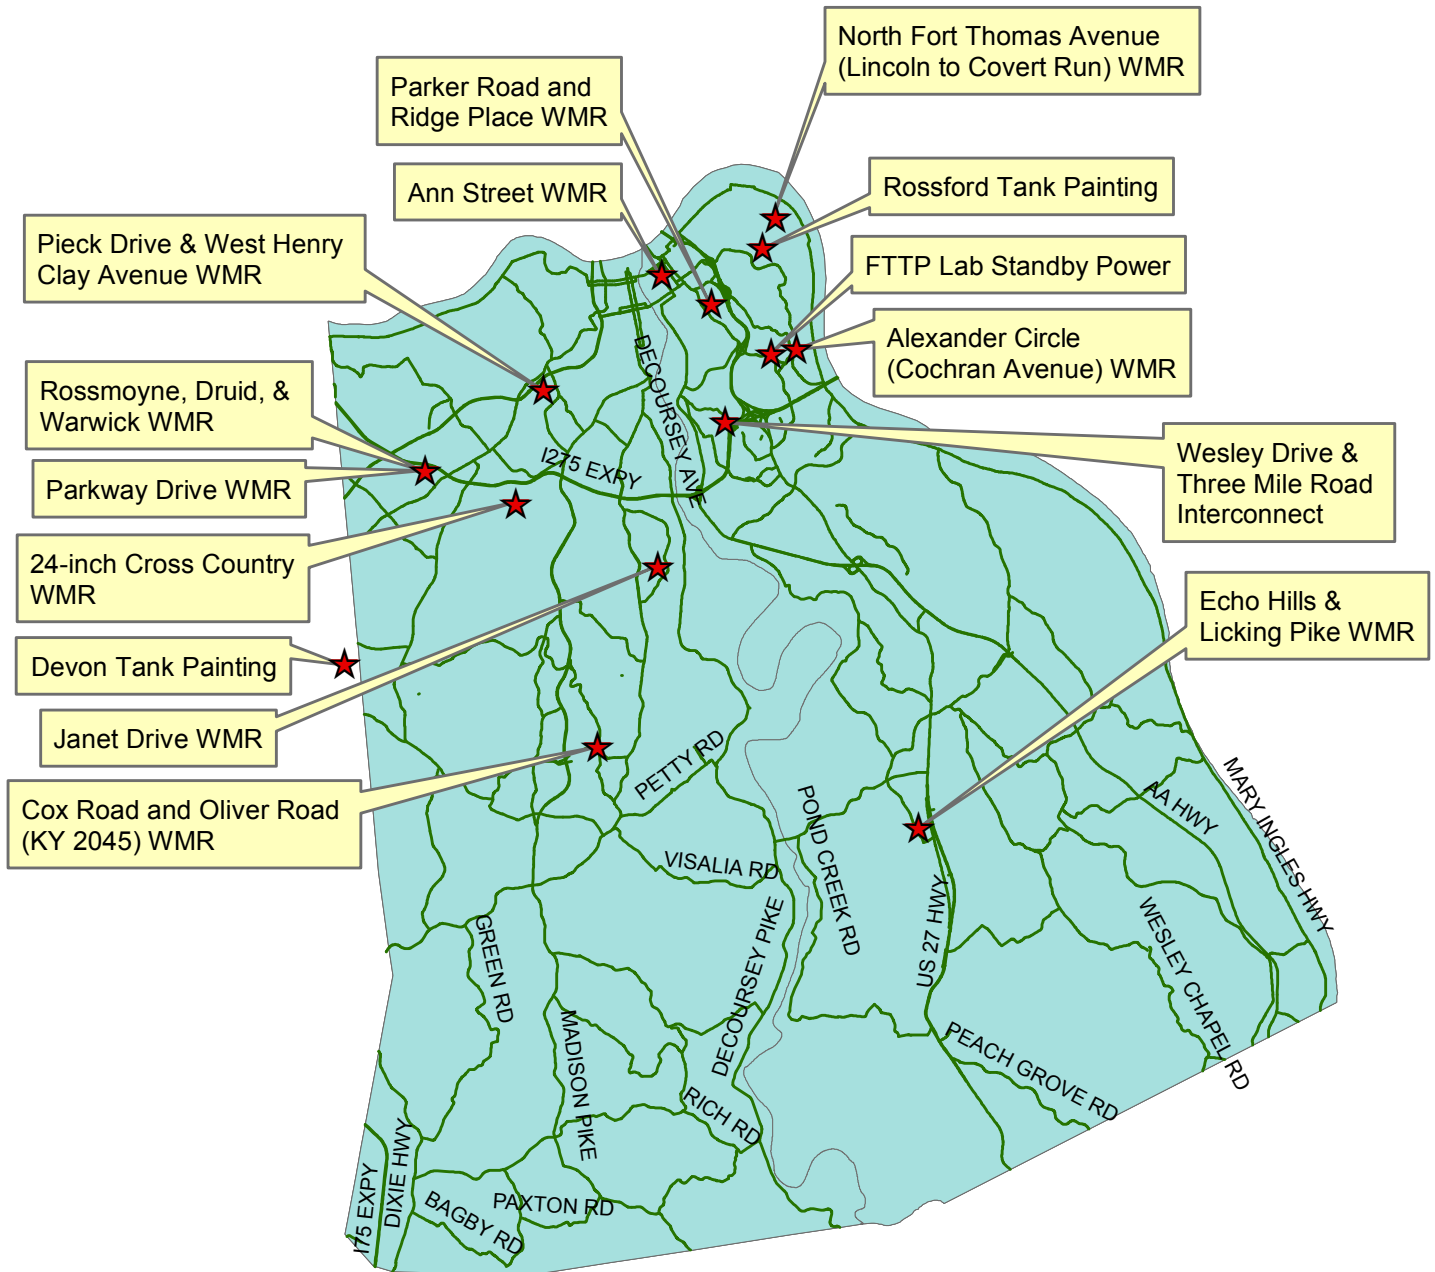 North Fort Thomas Avenue
(Lincoln to Covert Run) WMR
Parker Road and
Ridge Place WMR
Rossford Tank Painting
Ann Street WMR
Pieck Drive & West Henry
Clay Avenue WMR
FTTP Lab Standby Power
Alexander Circle
(Cochran Avenue) WMR
Rossmoyne, Druid, &
Warwick WMR
Wesley Drive &
Three Mile Road
Interconnect
Parkway Drive WMR
24-inch Cross Country
WMR
Echo Hills &
Licking Pike WMR
Devon Tank Painting
Janet Drive WMR
Cox Road and Oliver Road
(KY 2045) WMR
DECOURSEY AVE
I275 EXPY
PETTY RD
VISALIA RD
POND CREEK RD
AA HWY
MARY INGLES HWY
US 27 HWY
WESLEY CHAPEL RD
GREEN RD
DECOURSEY PIKE
MADISON PIKE
PEACH GROVE RD
RICH RD
I75 EXPY
DIXIE HWY
BAGBY RD
PAXTON RD